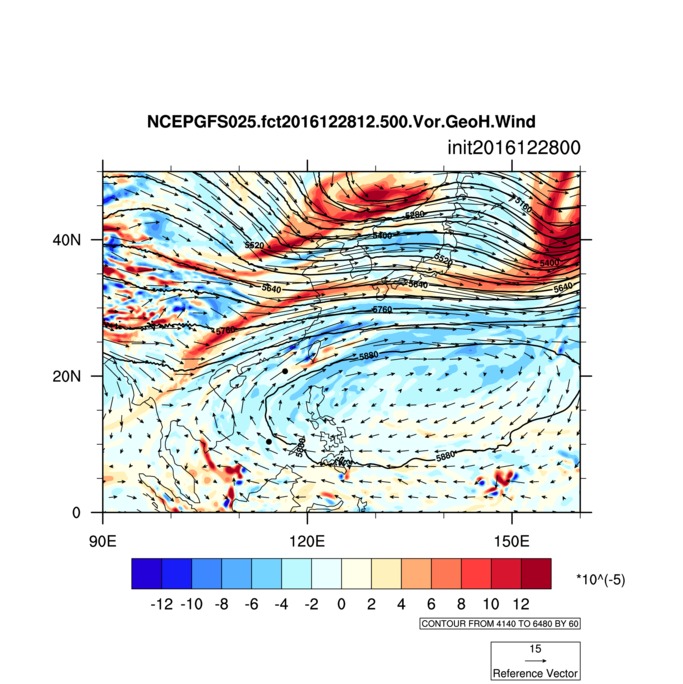 NCEPGFS025.fct2016122812.500.Vor.GeoH.Wind
init2016122800
5160
5280
5400
5520
5520
5400
5640
5640
5640
5760
5760
5880
5880
5880
40N
20N
0
90E 120E 150E
-12 -10 -8 -6 -4 -2 0 2 4 6 8 10 12
*10^(-5)
CONTOUR FROM 4140 TO 6480 BY 60
15
Reference Vector